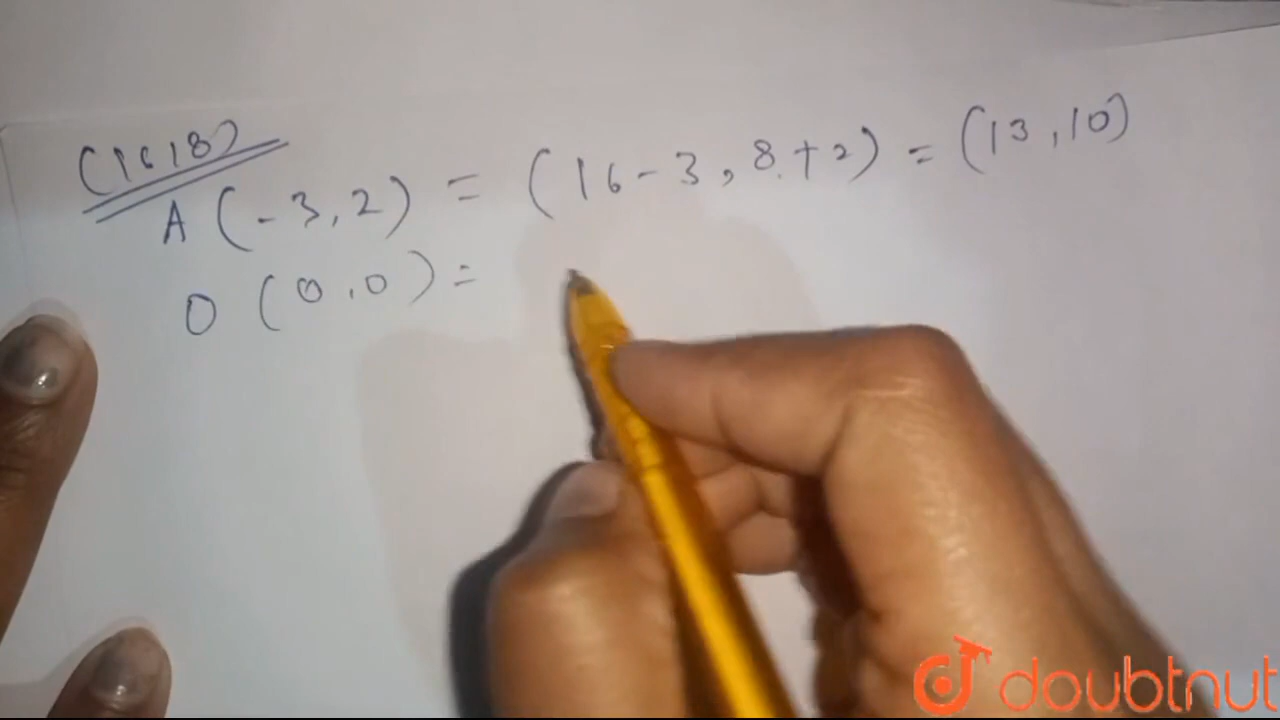 (16 18)
A (-3, 2) = (16 - 3, 8 + 2) = (13, 10)
O (0, 0) =
doubtnut